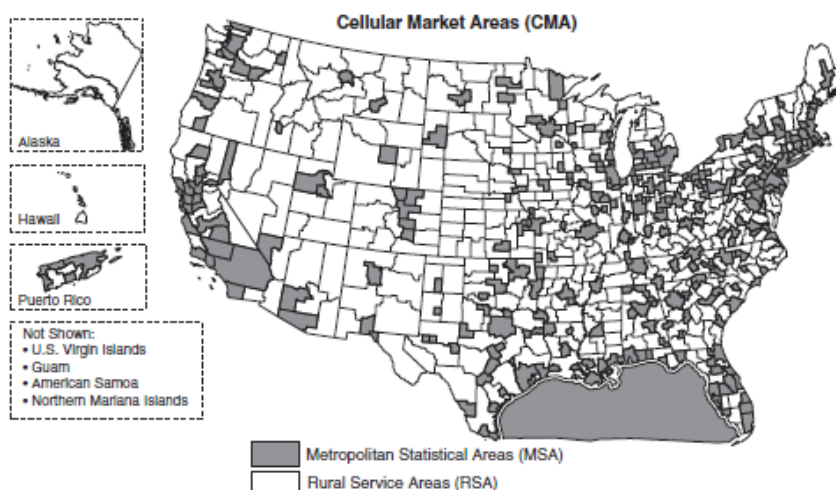 Cellular Market Areas (CMA)
Alaska
Hawaii
Puerto Rico
Not Shown:
• U.S. Virgin Islands
• Guam
• American Samoa
• Northern Mariana Islands
Metropolitan Statistical Areas (MSA)
Rural Service Areas (RSA)